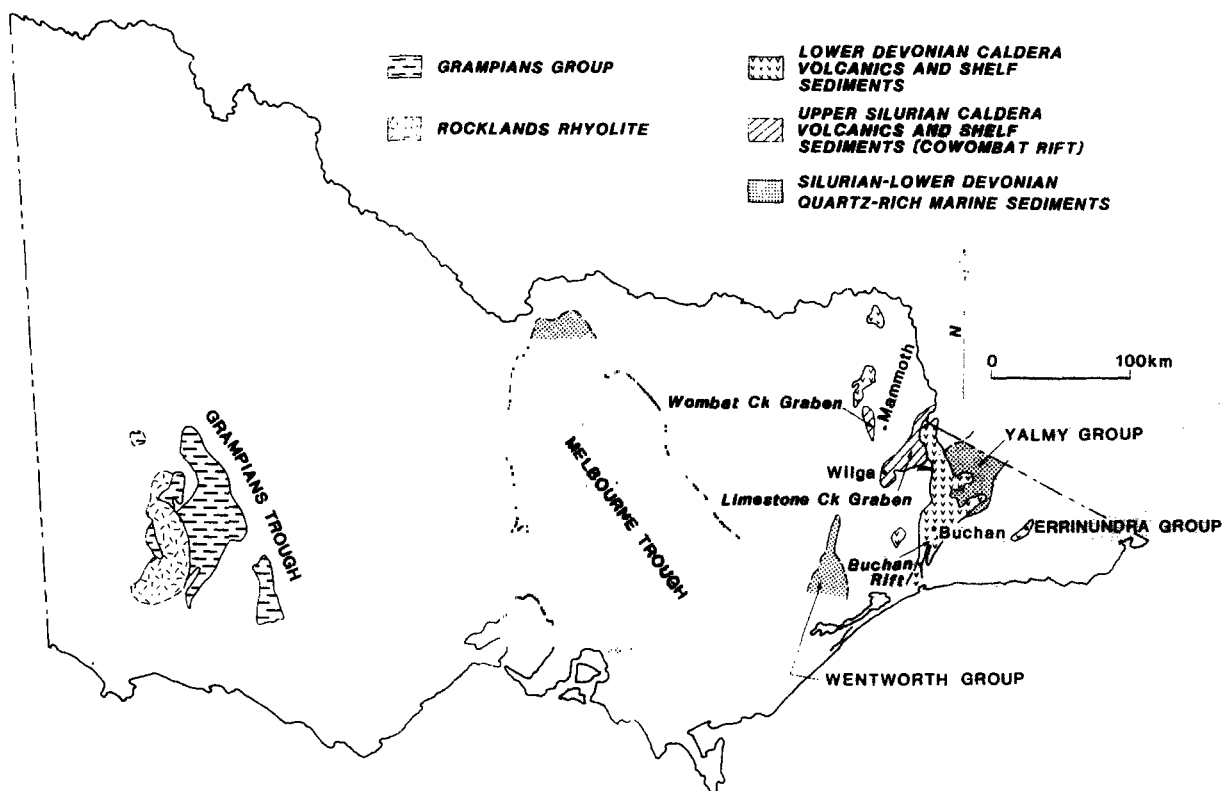 GRAMPIANS GROUP
ROCKLANDS RHYOLITE
LOWER DEVONIAN CALDERA
VOLCANICS AND SHELF
SEDIMENTS
UPPER SILURIAN CALDERA
VOLCANICS AND SHELF
SEDIMENTS (COWOMBAT RIFT)
SILURIAN-LOWER DEVONIAN
QUARTZ-RICH MARINE SEDIMENTS
N
0 100km
Mammoth
Wombat Ck Graben
YALMY GROUP
GRAMPIANS TROUGH
MELBOURNE TROUGH
Wilga
Limestone Ck Graben
Buchan
ERRINUNDRA GROUP
Buchan
Rift
WENTWORTH GROUP